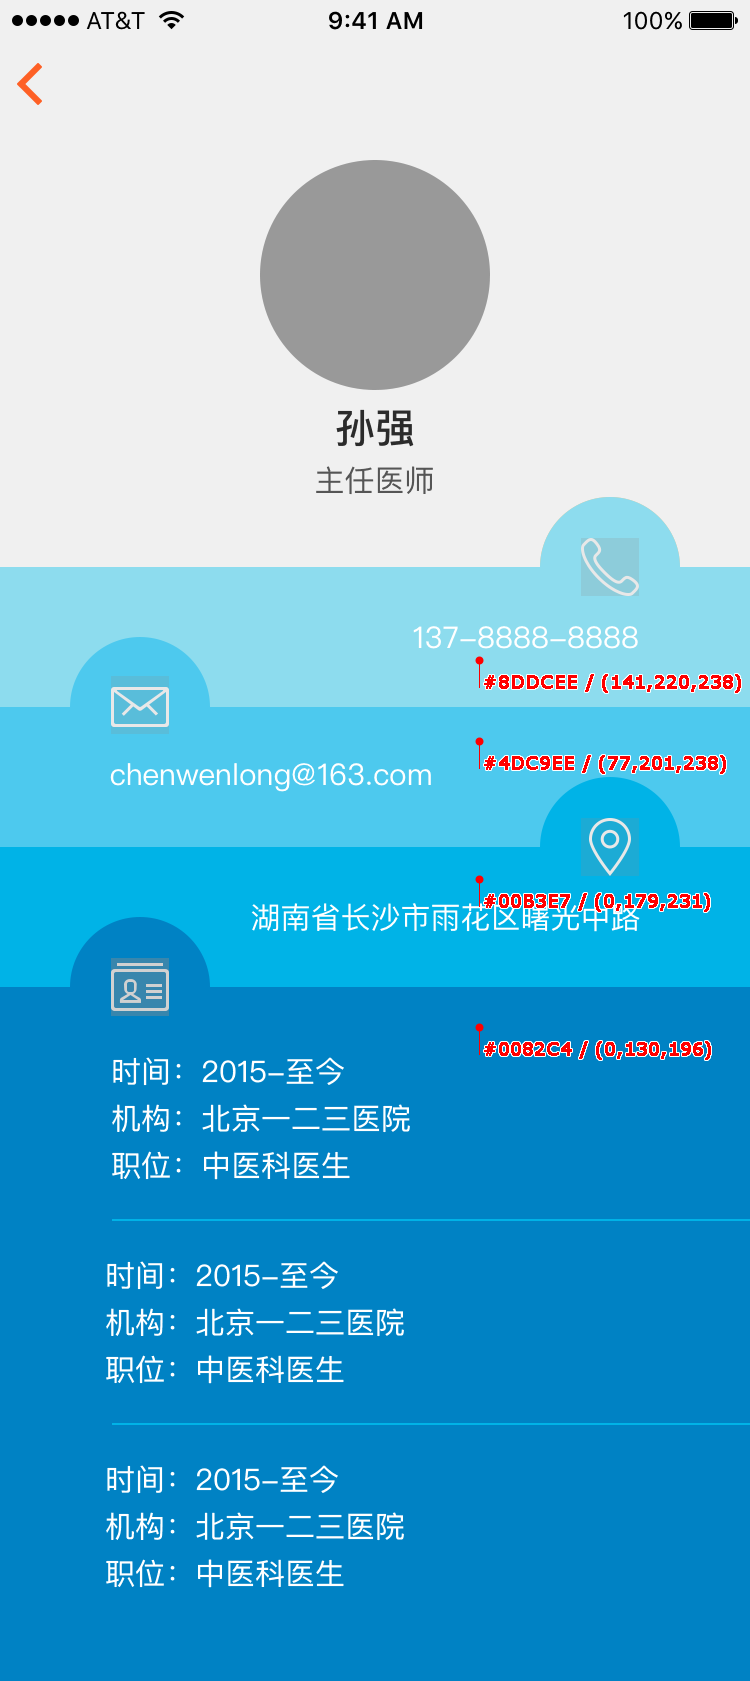 AT&T 9:41 AM 100%
孙强
主任医师
137-8888-8888
#8DDCEE / (141,220,238)
#4DC9EE / (77,201,238)
chenwenlong@163.com
#00B3E7 / (0,179,231)
湖南省长沙市雨花区曙光中路
#0082C4 / (0,130,196)
时间：2015-至今
机构：北京一二三医院
职位：中医科医生
时间：2015-至今
机构：北京一二三医院
职位：中医科医生
时间：2015-至今
机构：北京一二三医院
职位：中医科医生